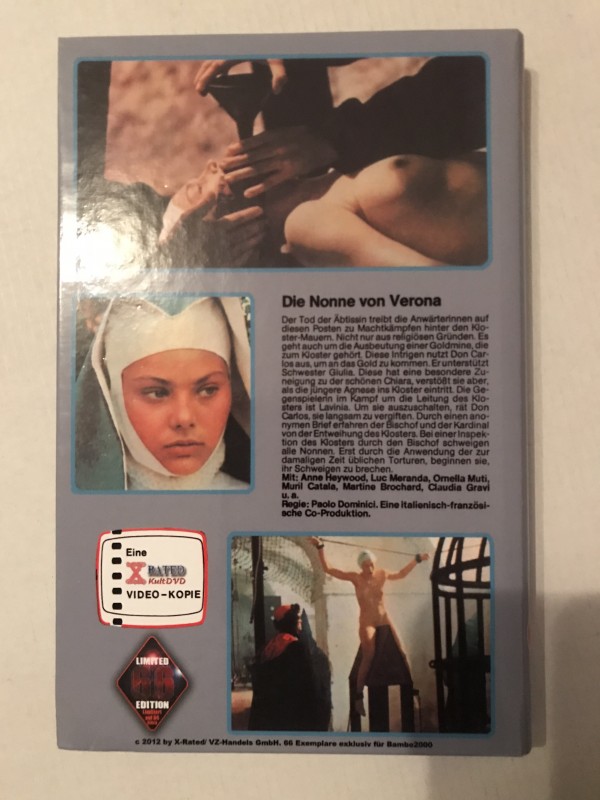 Die Nonne von Verona
Der Tod der Äbtissin treibt die Anwärterinnen auf
diesen Posten zu Machtkämpfen hinter den Klo-
ster-Mauern. Nicht nur aus religiösen Gründen. Es
geht auch um die Ausbeutung einer Goldmine, die
zum Kloster gehört. Diese Intrigen nutzt Don Car-
los aus, um an das Gold zu kommen. Er unterstützt
Schwester Giulia. Diese hat eine besondere Zu-
neigung zu der schönen Chiara, verstößt sie aber,
als die jüngere Agnese ins Kloster eintritt. Die Ge-
genspielerin im Kampf um die Leitung des Klo-
sters ist Lavinia. Um sie auszuschalten, rät Don
Carlos, sie langsam zu vergiften. Durch einen ano-
nymen Brief erfahren der Bischof und der Kardinal
von der Entweihung des Klosters. Bei einer Inspek-
tion des Klosters durch den Bischof schweigen
alle Nonnen. Erst durch die Anwendung der zur
damaligen Zeit üblichen Torturen, beginnen sie,
ihr Schweigen zu brechen.
Mit: Anne Heywood, Luc Meranda, Ornella Muti,
Muril Catala, Martine Brochard, Claudia Gravi
u. a.
Regie: Paolo Dominici. Eine italienisch-französi-
sche Co-Produktion.
Eine
X RATED
Kult DVD
VIDEO-KOPIE
LIMITED
EDITION
c 2012 by X-Rated/ VZ-Handels GmbH. 66 Exemplare exklusiv für Bambs2000